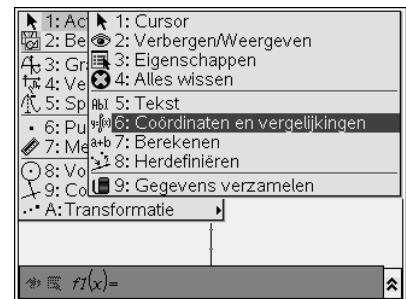 1: Ac
1: Cursor
2: Be
2: Verbergen/Weergeven
3: Gr
3: Eigenschappen
4: Ve
4: Alles wissen
5: Sp
5: Tekst
6: Pu
6: Coördinaten en vergelijkingen
7: Me
7: Berekenen
8: Vo
8: Herdefiniëren
9: Co
9: Gegevens verzamelen
A: Transformatie
f1(x)=